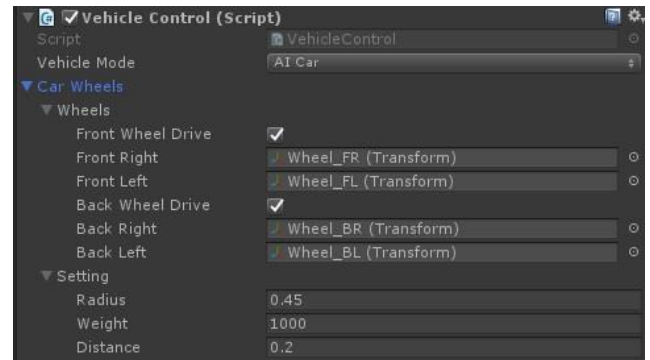 Vehicle Control (Script)
Script VehicleControl
Vehicle Mode AI Car
Car Wheels
Wheels
Front Wheel Drive
Front Right Wheel_FR (Transform)
Front Left Wheel_FL (Transform)
Back Wheel Drive
Back Right Wheel_BR (Transform)
Back Left Wheel_BL (Transform)
Setting
Radius 0.45
Weight 1000
Distance 0.2